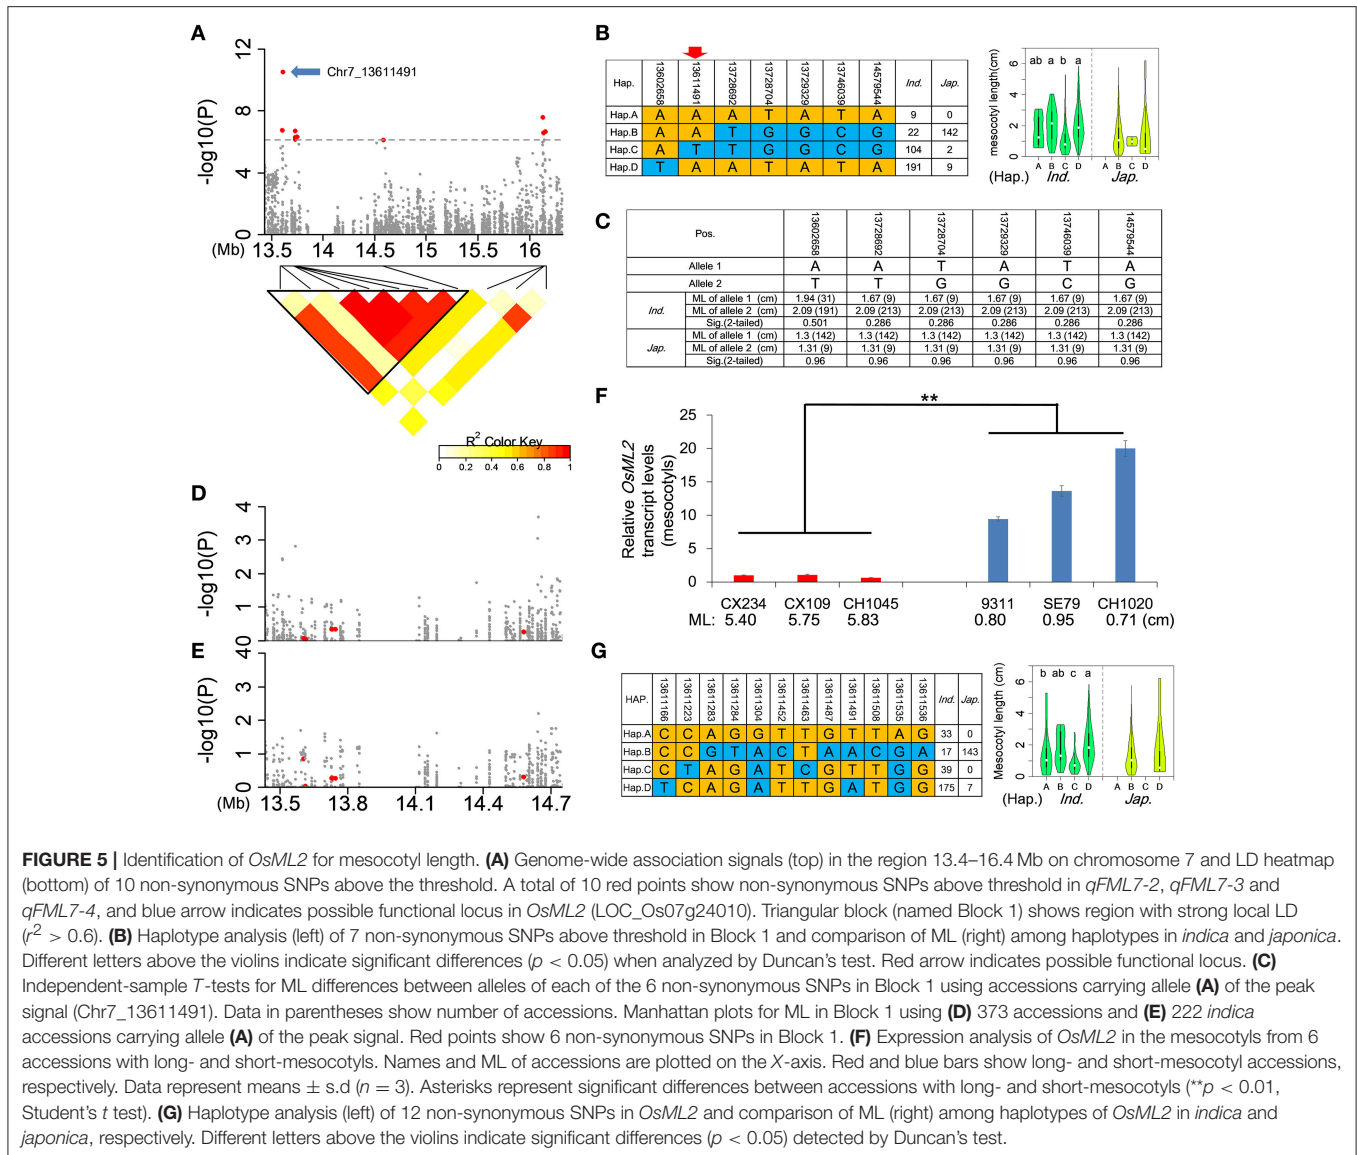 A
12
8
4
0
-log10(P)
Chr7_13611491
(Mb)
13.5 14 14.5 15 15.5 16
R2 Color Key
0 0.2 0.4 0.6 0.8 1
B
Hap. 13602658 13611491 13728692 13728704 13729329 13746039 14579544 Ind. Jap.
Hap.A A A A T A T A 9 0
Hap.B A A T G G C G 22 142
Hap.C A T T G G C G 104 2
Hap.D T A A T A T A 191 9
mesocotyl length(cm)
6
4
2
0
ab a b a
A B C D A B C D
(Hap.) Ind. Jap.
C
Pos. 13602658 13728692 13728704 13729329 13746039 14579544
Allele 1 A A T A T A
Allele 2 T T G G C G
Ind. ML of allele 1 (cm) 1.94 (31) 1.67 (9) 1.67 (9) 1.67 (9) 1.67 (9) 1.67 (9)
ML of allele 2 (cm) 2.09 (191) 2.09 (213) 2.09 (213) 2.09 (213) 2.09 (213) 2.09 (213)
Sig.(2-tailed) 0.501 0.286 0.286 0.286 0.286 0.286
Jap. ML of allele 1 (cm) 1.3 (142) 1.3 (142) 1.3 (142) 1.3 (142) 1.3 (142) 1.3 (142)
ML of allele 2 (cm) 1.31 (9) 1.31 (9) 1.31 (9) 1.31 (9) 1.31 (9) 1.31 (9)
Sig.(2-tailed) 0.96 0.96 0.96 0.96 0.96 0.96
D
4
3
2
1
0
-log10(P)
E
4
3
2
1
0
-log10(P)
(Mb)
13.5 13.8 14.1 14.4 14.7
F
Relative OsML2
transcript levels
(mesocotyls)
25
20
15
10
5
0
**
CX234 CX109 CH1045 9311 SE79 CH1020
ML: 5.40 5.75 5.83 0.80 0.95 0.71 (cm)
G
HAP. 13611166 13611223 13611283 13611284 13611304 13611452 13611463 13611487 13611491 13611508 13611535 13611536 Ind. Jap.
Hap.A C C A G G T T G T T A G 33 0
Hap.B C C G T A C T A A C G A 17 143
Hap.C C T A G A T C G T T G G 39 0
Hap.D T C A G A T T G A T G G 175 7
Mesocotyl length (cm)
6
4
2
0
b ab c a
A B C D A B C D
(Hap.) Ind. Jap.
FIGURE 5 | Identification of OsML2 for mesocotyl length. (A) Genome-wide association signals (top) in the region 13.4–16.4 Mb on chromosome 7 and LD heatmap
(bottom) of 10 non-synonymous SNPs above the threshold. A total of 10 red points show non-synonymous SNPs above threshold in qFML7-2, qFML7-3 and
qFML7-4, and blue arrow indicates possible functional locus in OsML2 (LOC_Os07g24010). Triangular block (named Block 1) shows region with strong local LD
(r2 > 0.6). (B) Haplotype analysis (left) of 7 non-synonymous SNPs above threshold in Block 1 and comparison of ML (right) among haplotypes in indica and japonica.
Different letters above the violins indicate significant differences (p < 0.05) when analyzed by Duncan's test. Red arrow indicates possible functional locus. (C)
Independent-sample T-tests for ML differences between alleles of each of the 6 non-synonymous SNPs in Block 1 using accessions carrying allele (A) of the peak
signal (Chr7_13611491). Data in parentheses show number of accessions. Manhattan plots for ML in Block 1 using (D) 373 accessions and (E) 222 indica
accessions carrying allele (A) of the peak signal. Red points show 6 non-synonymous SNPs in Block 1. (F) Expression analysis of OsML2 in the mesocotyls from 6
accessions with long- and short-mesocotyls. Names and ML of accessions are plotted on the X-axis. Red and blue bars show long- and short-mesocotyl accessions,
respectively. Data represent means ± s.d (n = 3). Asterisks represent significant differences between accessions with long- and short-mesocotyls (**p < 0.01,
Student's t test). (G) Haplotype analysis (left) of 12 non-synonymous SNPs in OsML2 and comparison of ML (right) among haplotypes of OsML2 in indica and
japonica, respectively. Different letters above the violins indicate significant differences (p < 0.05) detected by Duncan's test.